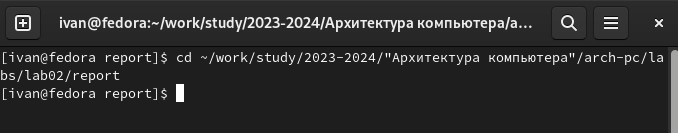 ivan@fedora:~/work/study/2023-2024/Архитектура компьютера/a...
[ivan@fedora report]$ cd ~/work/study/2023-2024/"Архитектура компьютера"/arch-pc/la
bs/lab02/report
[ivan@fedora report]$